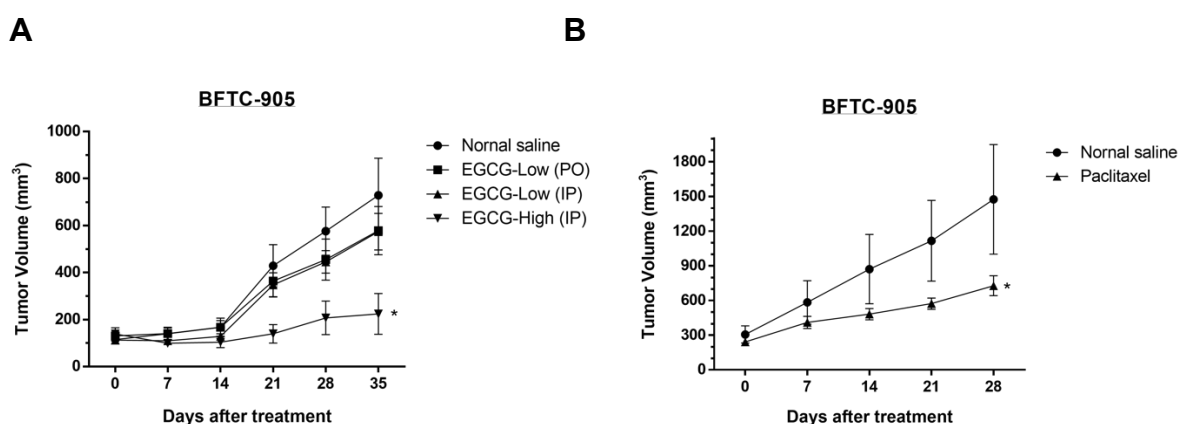 A
BFTC-905
Tumor Volume (mm³)
1000
800
600
400
200
0
0 7 14 21 28 35
Days after treatment
Nornal saline
EGCG-Low (PO)
EGCG-Low (IP)
EGCG-High (IP)
*
B
BFTC-905
Tumor Volume (mm³)
1800
1500
1200
900
600
300
0
0 7 14 21 28
Days after treatment
Nornal saline
Paclitaxel
*